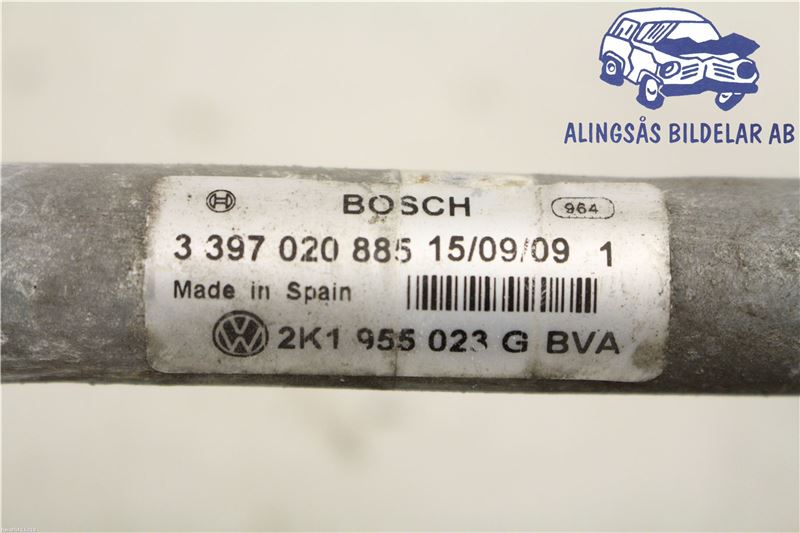 ALINGSÅS BILDELAR AB
BOSCH 964
3 397 020 885 15/09/09 1
Made in Spain
VW 2K1 955 023 G BVA